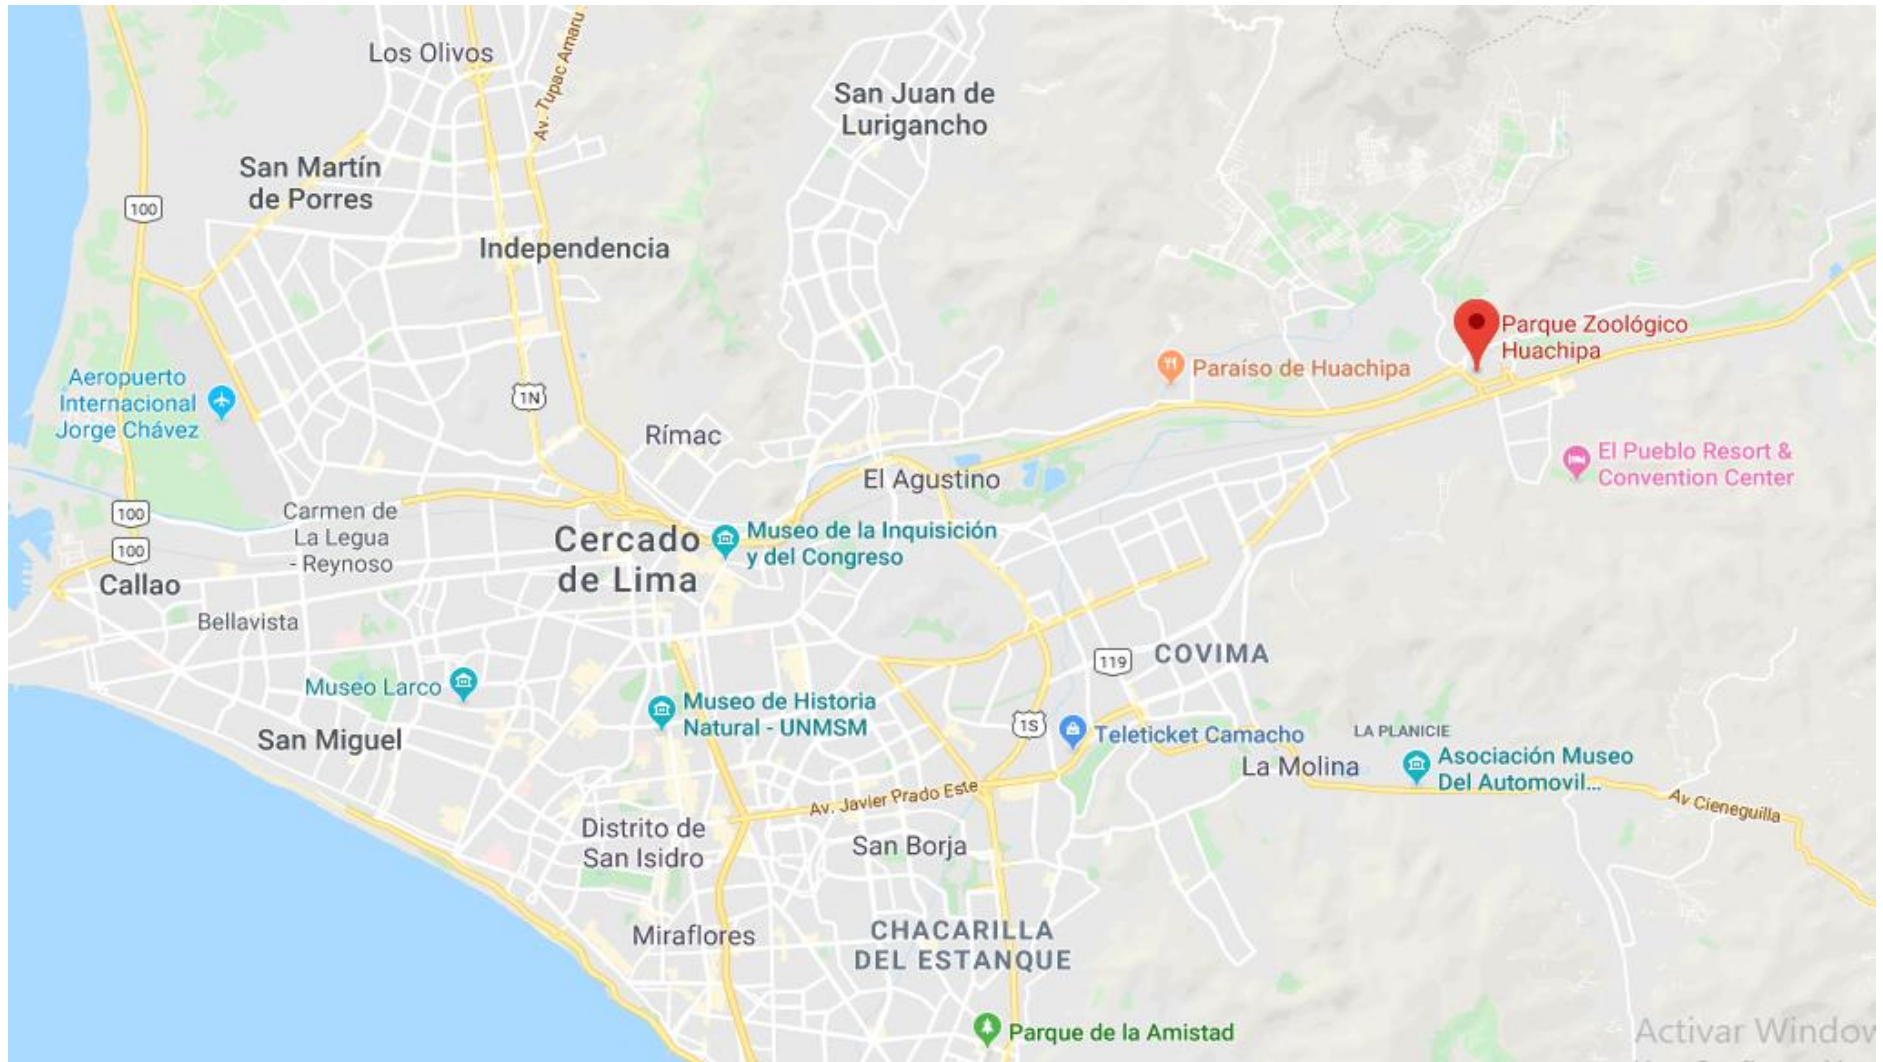 Los Olivos
Av. Tupac Amaru
San Juan de
Lurigancho
San Martín
de Porres
100
Independencia
Parque Zoológico
Huachipa
Paraíso de Huachipa
Aeropuerto
Internacional
Jorge Chávez
1N
Rímac
El Agustino
El Pueblo Resort &
Convention Center
100
Carmen de
La Legua
- Reynoso
Cercado
de Lima
Museo de la Inquisición
y del Congreso
100
Callao
Bellavista
119
COVIMA
Museo Larco
Museo de Historia
Natural - UNMSM
1S
Teleticket Camacho
LA PLANICIE
San Miguel
La Molina
Asociación Museo
Del Automovil...
Av. Javier Prado Este
Av Cieneguilla
Distrito de
San Isidro
San Borja
Miraflores
CHACARILLA
DEL ESTANQUE
Parque de la Amistad
Activar Window